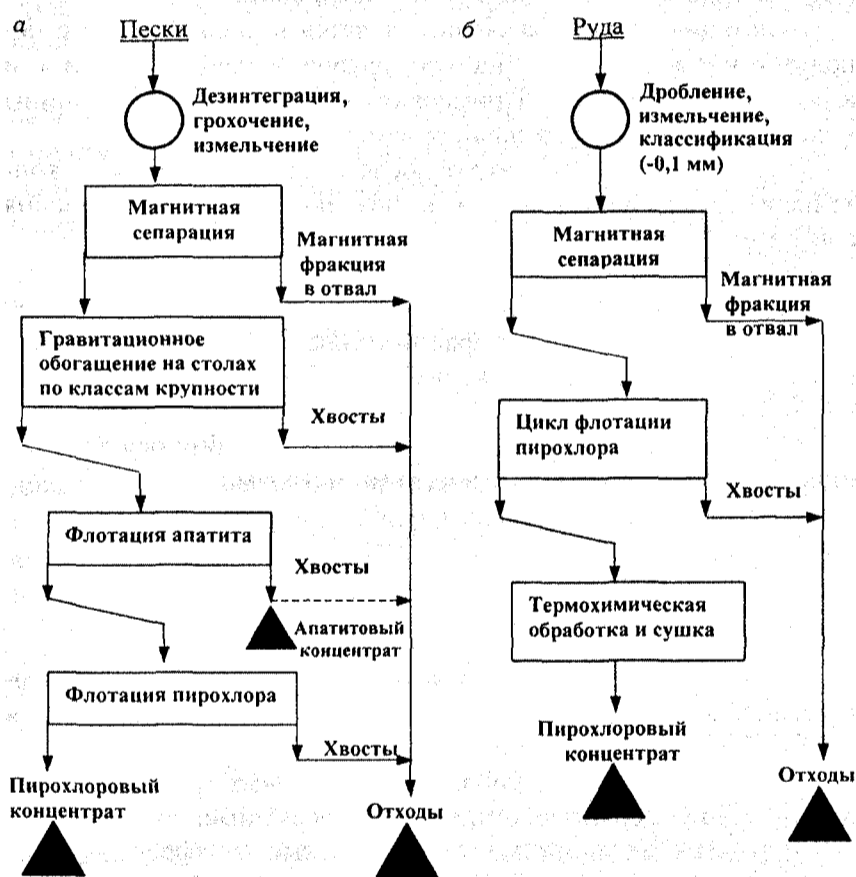 а
Пески
Дезинтеграция,
грохочение,
измельчение
Магнитная
сепарация
Магнитная
фракция
в отвал
Гравитационное
обогащение на столах
по классам крупности
Хвосты
Флотация апатита
Хвосты
Апатитовый
концентрат
Флотация пирохлора
Хвосты
Пирохлоровый
концентрат
Отходы
б
Руда
Дробление,
измельчение,
классификация
(-0,1 мм)
Магнитная
сепарация
Магнитная
фракция
в отвал
Цикл флотации
пирохлора
Хвосты
Термохимическая
обработка и сушка
Пирохлоровый
концентрат
Отходы